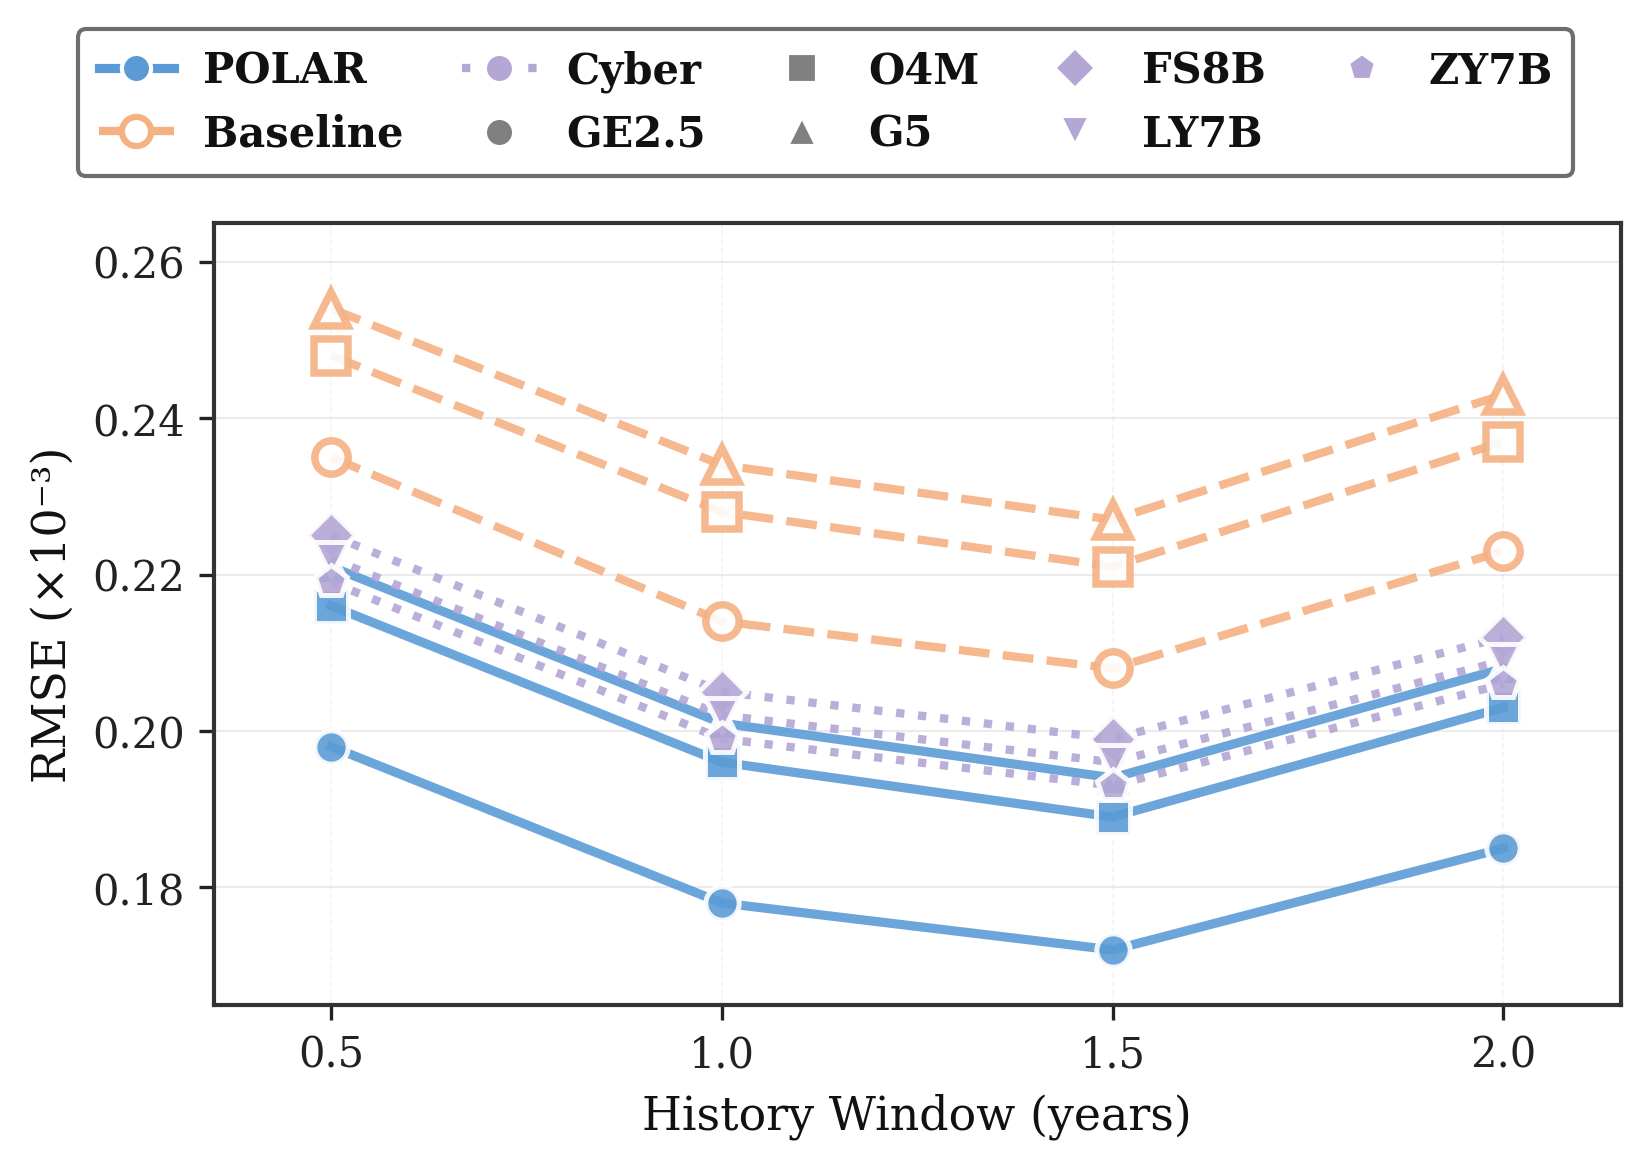 POLAR Cyber O4M FS8B ZY7B
Baseline GE2.5 G5 LY7B
0.26
0.24
0.22
0.20
0.18
RMSE (×10⁻³)
0.5 1.0 1.5 2.0
History Window (years)